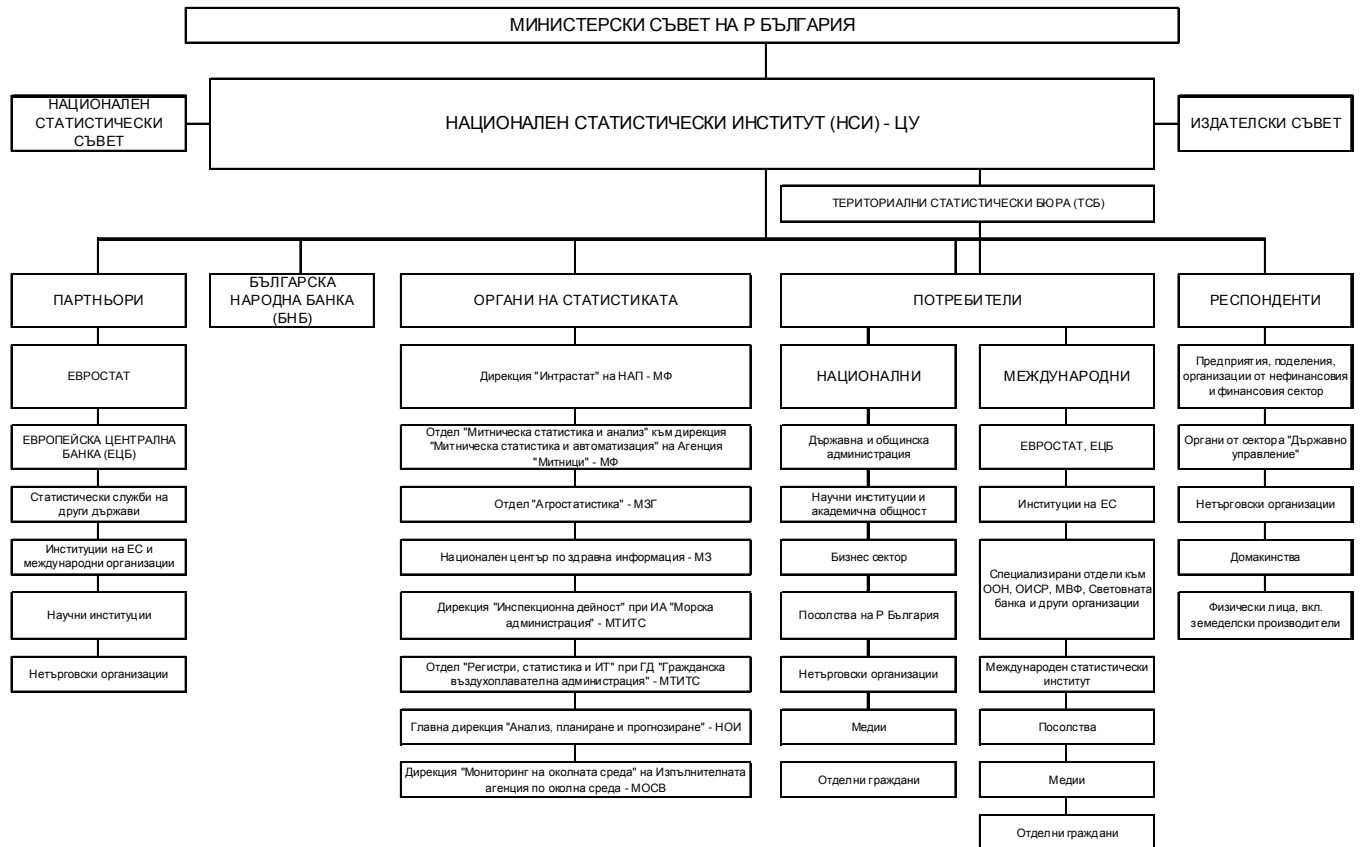 МИНИСТЕРСКИ СЪВЕТ НА Р БЪЛГАРИЯ
НАЦИОНАЛЕН
СТАТИСТИЧЕСКИ
СЪВЕТ
НАЦИОНАЛЕН СТАТИСТИЧЕСКИ ИНСТИТУТ (НСИ) - ЦУ
ИЗДАТЕЛСКИ СЪВЕТ
ТЕРИТОРИАЛНИ СТАТИСТИЧЕСКИ БЮРА (ТСБ)
ПАРТНЬОРИ
ЕВРОСТАТ
ЕВРОПЕЙСКА ЦЕНТРАЛНА
БАНКА (ЕЦБ)
Статистически служби на
други държави
Институции на ЕС и
международни организации
Научни институции
Нетърговски организации
БЪЛГАРСКА
НАРОДНА БАНКА
(БНБ)
ОРГАНИ НА СТАТИСТИКАТА
Дирекция "Интрастат" на НАП - МФ
Отдел "Митническа статистика и анализ" към дирекция
"Митническа статистика и автоматизация" на Агенция
"Митници" - МФ
Отдел "Агростатистика" - МЗГ
Национален център по здравна информация - МЗ
Дирекция "Инспекционна дейност" при ИА "Морска
администрация" - МТИТС
Отдел "Регистри, статистика и ИТ" при ГД "Гражданска
въздухоплавателна администрация" - МТИТС
Главна дирекция "Анализ, планиране и прогнозиране" - НОИ
Дирекция "Мониторинг на околната среда" на Изпълнителната
агенция по околна среда - МОСВ
ПОТРЕБИТЕЛИ
НАЦИОНАЛНИ
Държавна и общинска
администрация
Научни институции и
академична общност
Бизнес сектор
Посолства на Р България
Нетърговски организации
Медии
Отделни граждани
МЕЖДУНАРОДНИ
ЕВРОСТАТ, ЕЦБ
Институции на ЕС
Специализирани отдели към
ООН, ОИСР, МВФ, Световната
банка и други организации
Международен статистически
институт
Посолства
Медии
Отделни граждани
РЕСПОНДЕНТИ
Предприятия, поделения,
организации от нефинансовия
и финансовия сектор
Органи от сектора "Държавно
управление"
Нетърговски организации
Домакинства
Физически лица, вкл.
земеделски производители